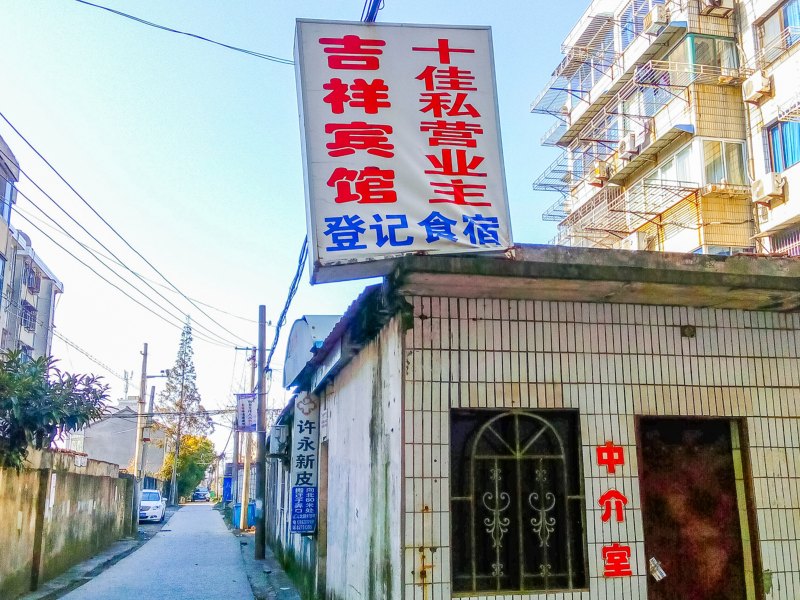 十佳私营业主
吉祥宾馆
登记食宿
许永新皮
中介室